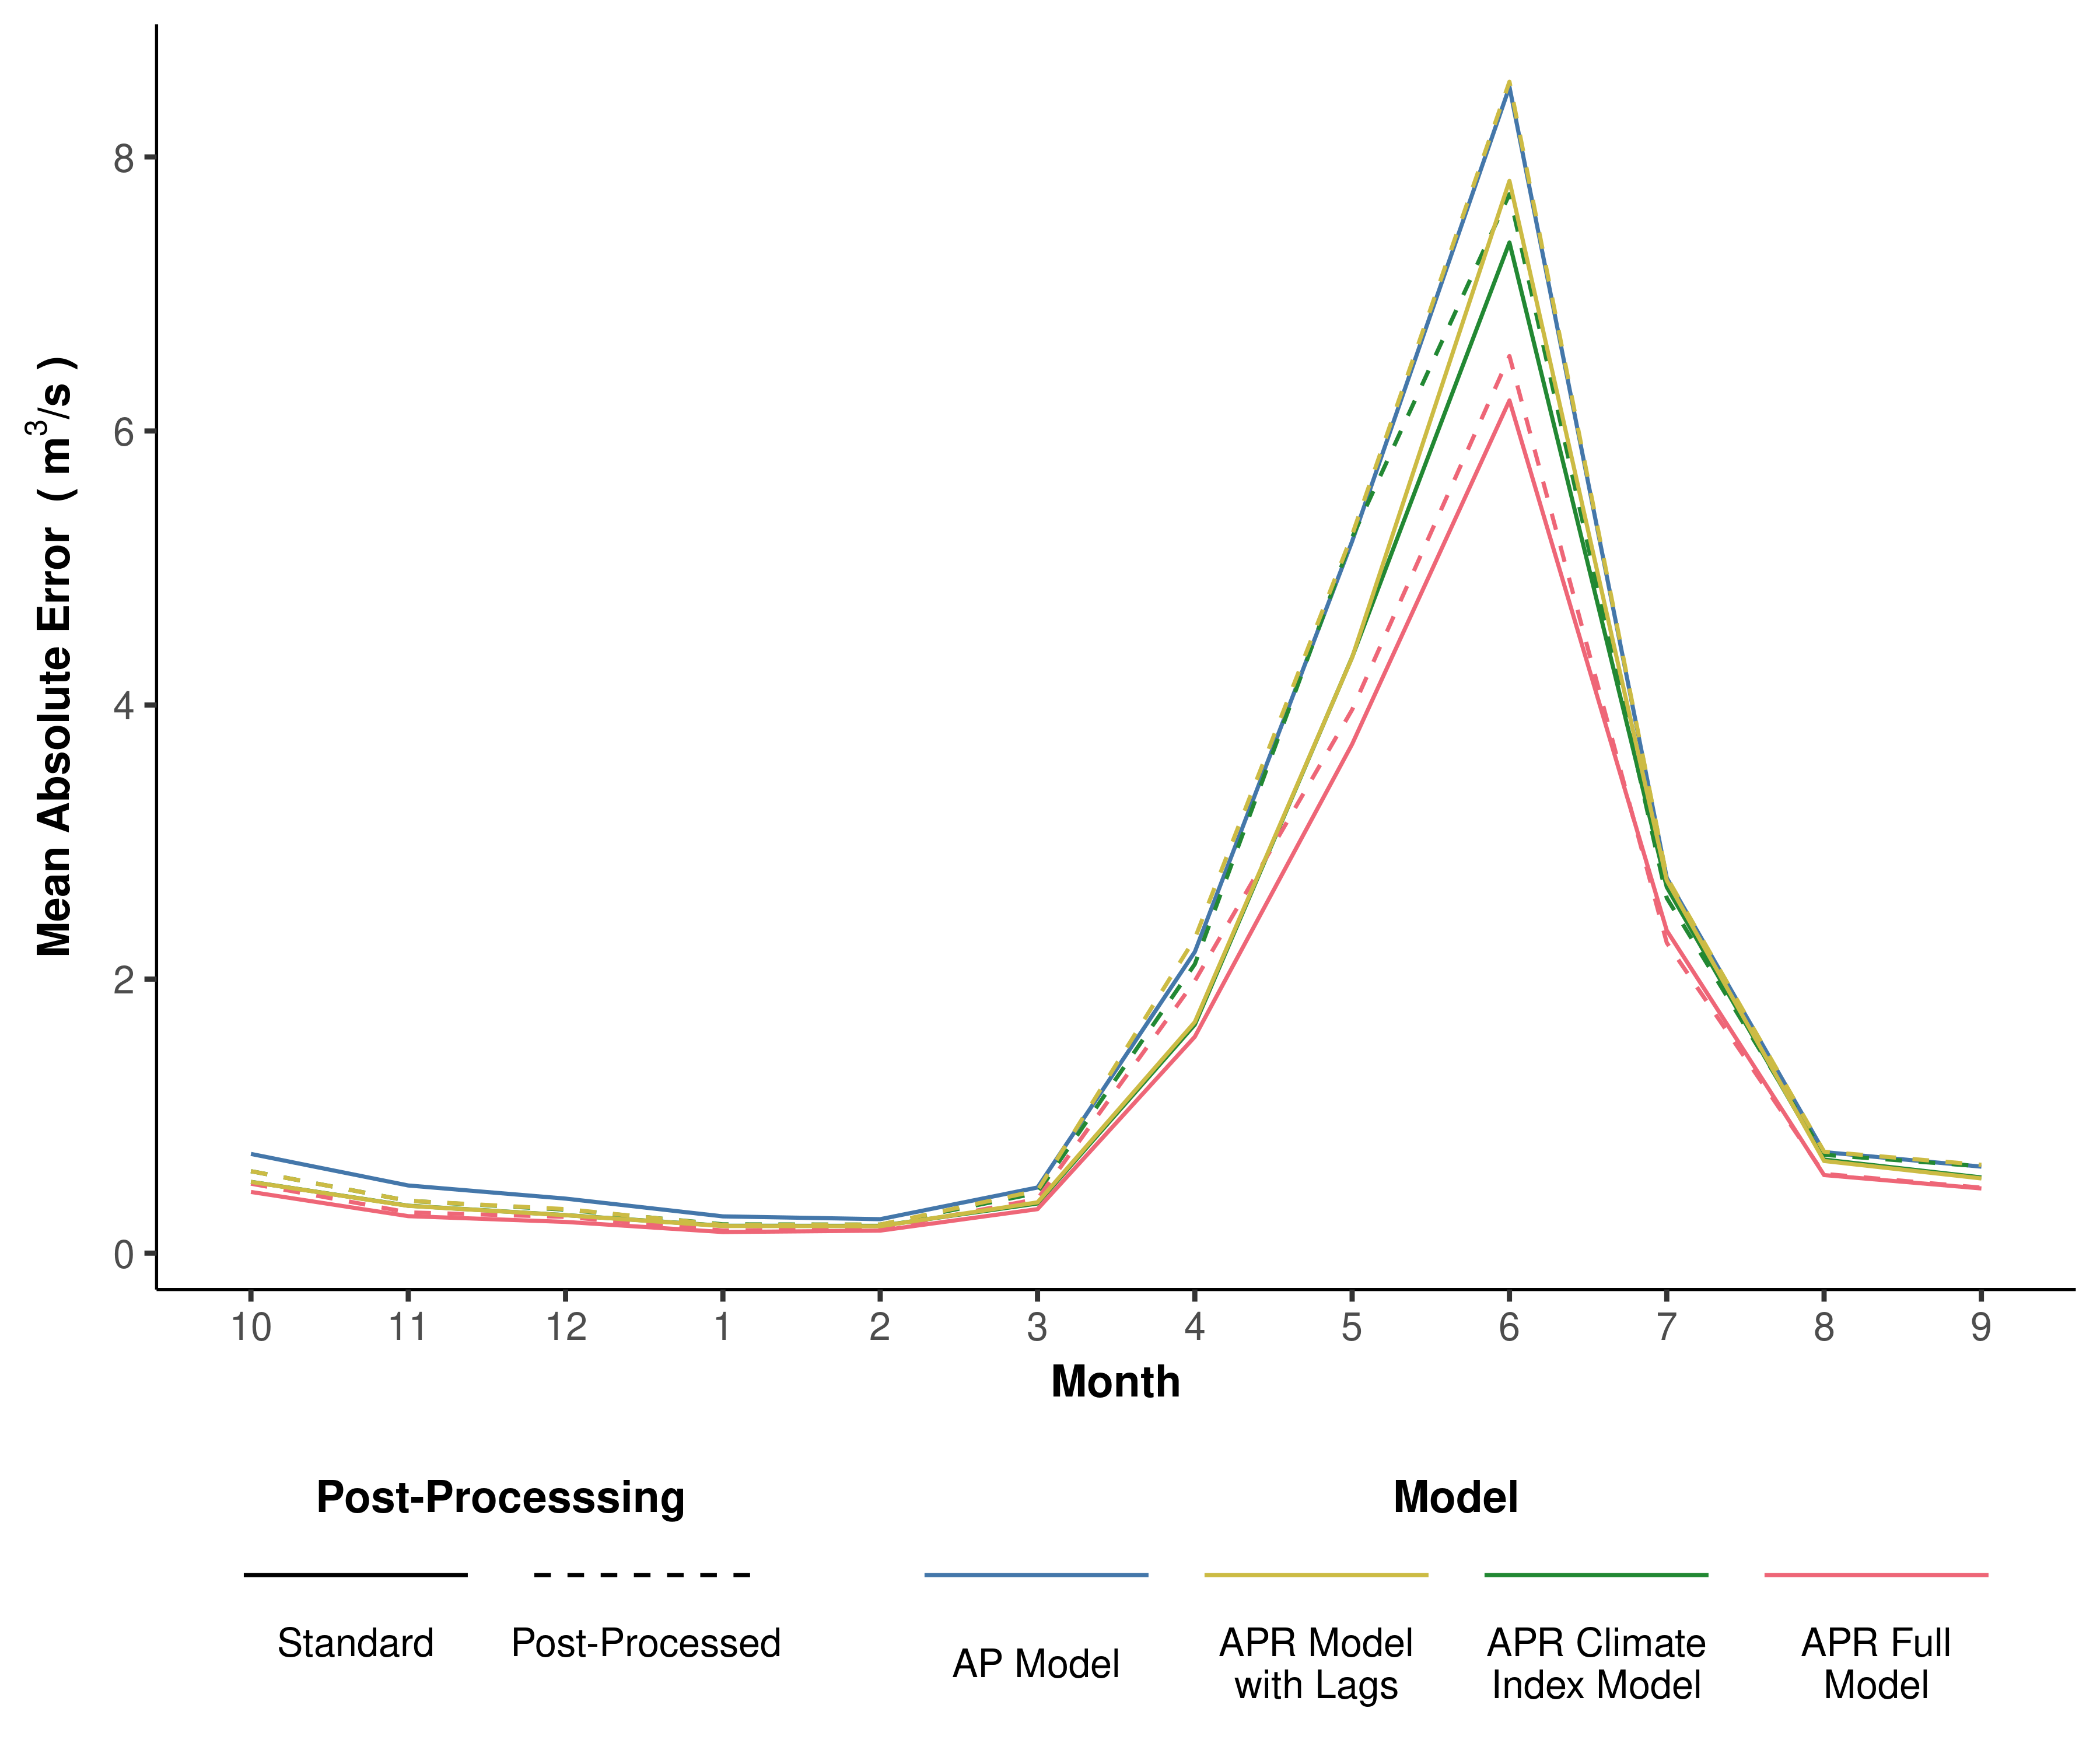 Mean Absolute Error ( m³/s )
8
6
4
2
0
10 11 12 1 2 3 4 5 6 7 8 9
Month
Post-Processsing
Standard Post-Processed
Model
AP Model
APR Model
with Lags
APR Climate
Index Model
APR Full
Model